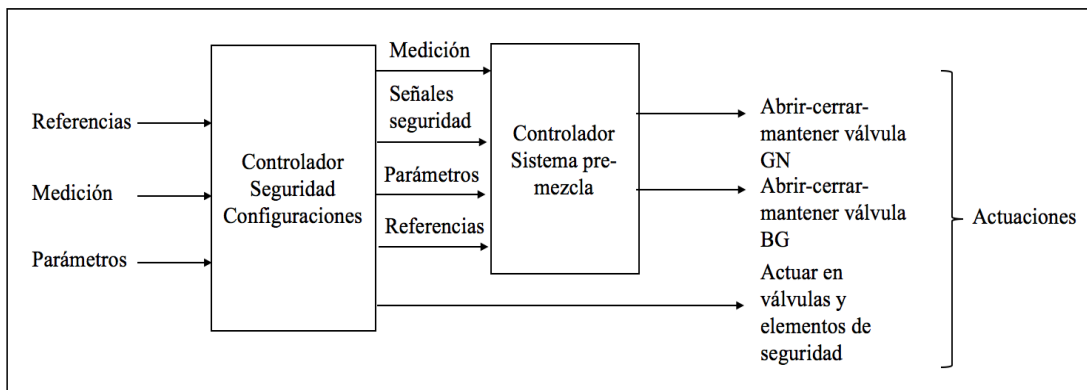 Referencias
Medición
Parámetros
Controlador
Seguridad
Configuraciones
Medición
Señales
seguridad
Parámetros
Referencias
Controlador
Sistema pre-
mezcla
Abrir-cerrar-
mantener válvula
GN
Abrir-cerrar-
mantener válvula
BG
Actuar en
válvulas y
elementos de
seguridad
Actuaciones